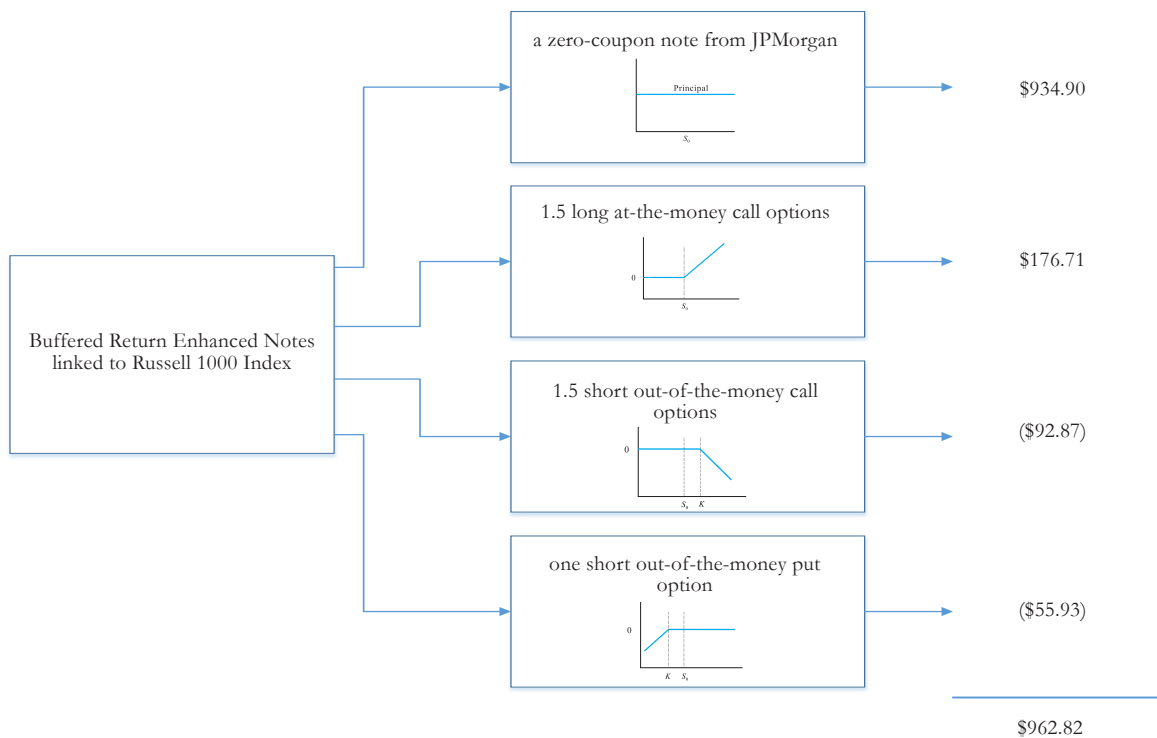 a zero-coupon note from JPMorgan
Principal
S₀
$934.90
1.5 long at-the-money call options
0
S₀
$176.71
Buffered Return Enhanced Notes
linked to Russell 1000 Index
1.5 short out-of-the-money call
options
0
S₀ K
($92.87)
one short out-of-the-money put
option
0
K S₀
($55.93)
$962.82